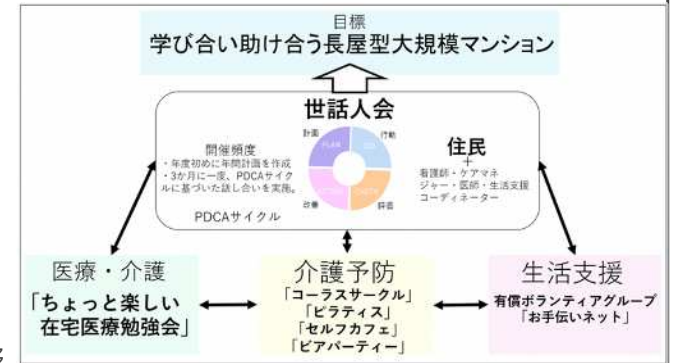 目標
学び合い助け合う長屋型大規模マンション
世話人会
開催頻度
・年度初めに年間計画を作成
・3か月に一度、PDCAサイク
ルに基づいた話し合いを実施。
PDCAサイクル
計画
行動
改善
評価
PLAN
DO
ACTION
CHECK
住民
+
看護師・ケアマネ
ジャー・医師・生活支援
コーディネーター
医療・介護
「ちょっと楽しい
在宅医療勉強会」
介護予防
「コーラスサークル」
「ピラティス」
「セルフカフェ」
「ビアパーティー」
生活支援
有償ボランティアグループ
「お手伝いネット」